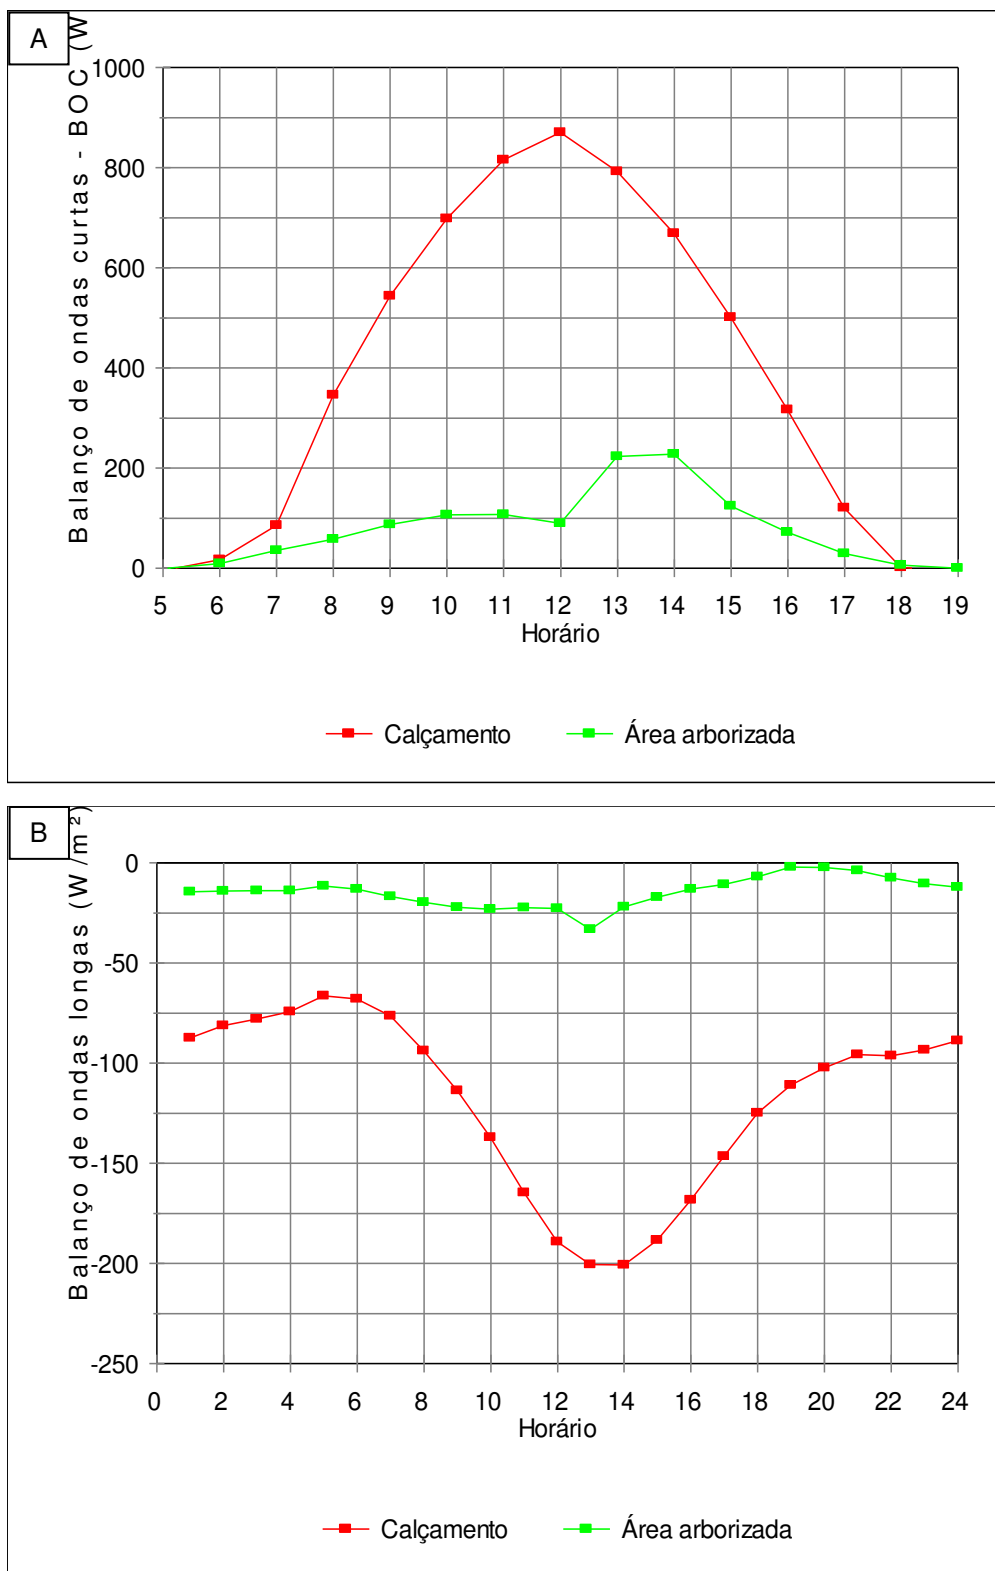 A
Balanço de ondas curtas - BOC (W
1000
800
600
400
200
0
5 6 7 8 9 10 11 12 13 14 15 16 17 18 19
Horário
Calçamento Área arborizada
B
Balanço de ondas longas (W/m²)
0
-50
-100
-150
-200
-250
0 2 4 6 8 10 12 14 16 18 20 22 24
Horário
Calçamento Área arborizada